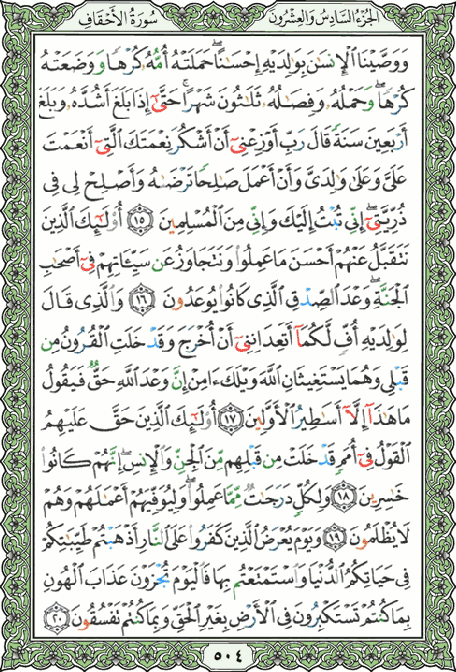 سُورَةُ الأَحْقَافِ الجُزْءُ السَّادِسُ وَالعِشْرُونَ
وَوَصَّيْنَا ٱلْإِنسَٰنَ بِوَٰلِدَيْهِ إِحْسَٰنًا ۖ حَمَلَتْهُ أُمُّهُۥ كُرْهًا وَوَضَعَتْهُ
كُرْهًا ۖ وَحَمْلُهُۥ وَفِصَٰلُهُۥ ثَلَٰثُونَ شَهْرًا ۚ حَتَّىٰٓ إِذَا بَلَغَ أَشُدَّهُۥ وَبَلَغَ
أَرْبَعِينَ سَنَةً قَالَ رَبِّ أَوْزِعْنِىٓ أَنْ أَشْكُرَ نِعْمَتَكَ ٱلَّتِىٓ أَنْعَمْتَ
عَلَىَّ وَعَلَىٰ وَٰلِدَىَّ وَأَنْ أَعْمَلَ صَٰلِحًا تَرْضَىٰهُ وَأَصْلِحْ لِى فِى
ذُرِّيَّتِىٓ ۖ إِنِّى تُبْتُ إِلَيْكَ وَإِنِّى مِنَ ٱلْمُسْلِمِينَ ١٥ أُو۟لَٰٓئِكَ ٱلَّذِينَ
نَتَقَبَّلُ عَنْهُمْ أَحْسَنَ مَا عَمِلُوا۟ وَنَتَجَاوَزُ عَن سَيِّـَٔاتِهِمْ فِىٓ أَصْحَٰبِ
ٱلْجَنَّةِ ۖ وَعْدَ ٱلصِّدْقِ ٱلَّذِى كَانُوا۟ يُوعَدُونَ ١٦ وَٱلَّذِى قَالَ
لِوَٰلِدَيْهِ أُفٍّ لَّكُمَآ أَتَعِدَانِنِىٓ أَنْ أُخْرَجَ وَقَدْ خَلَتِ ٱلْقُرُونُ مِن
قَبْلِى وَهُمَا يَسْتَغِيثَانِ ٱللَّهَ وَيْلَكَ ءَامِنْ إِنَّ وَعْدَ ٱللَّهِ حَقٌّ فَيَقُولُ
مَا هَٰذَآ إِلَّآ أَسَٰطِيرُ ٱلْأَوَّلِينَ ١٧ أُو۟لَٰٓئِكَ ٱلَّذِينَ حَقَّ عَلَيْهِمُ
ٱلْقَوْلُ فِىٓ أُمَمٍ قَدْ خَلَتْ مِن قَبْلِهِم مِّنَ ٱلْجِنِّ وَٱلْإِنسِ ۖ إِنَّهُمْ كَانُوا۟
خَٰسِرِينَ ١٨ وَلِكُلٍّ دَرَجَٰتٌ مِّمَّا عَمِلُوا۟ ۖ وَلِيُوَفِّيَهُمْ أَعْمَٰلَهُمْ وَهُمْ
لَا يُظْلَمُونَ ١٩ وَيَوْمَ يُعْرَضُ ٱلَّذِينَ كَفَرُوا۟ عَلَى ٱلنَّارِ أَذْهَبْتُمْ طَيِّبَٰتِكُمْ
فِى حَيَاتِكُمُ ٱلدُّنْيَا وَٱسْتَمْتَعْتُم بِهَا فَٱلْيَوْمَ تُجْزَوْنَ عَذَابَ ٱلْهُونِ
بِمَا كُنتُمْ تَسْتَكْبِرُونَ فِى ٱلْأَرْضِ بِغَيْرِ ٱلْحَقِّ وَبِمَا كُنتُمْ تَفْسُقُونَ ٢٠
٥٠٤